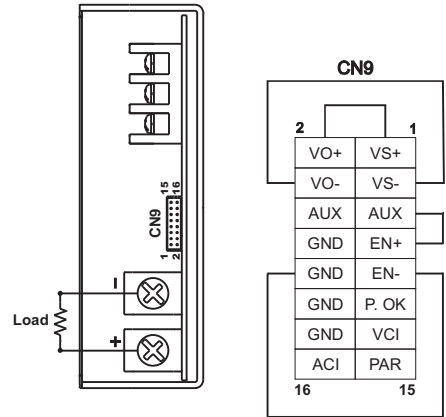 CN9
2 1
VO+ VS+
VO- VS-
AUX AUX
GND EN+
GND EN-
GND P. OK
GND VCI
ACI PAR
16 15
15 16
CN9
1 2
-
+
Load